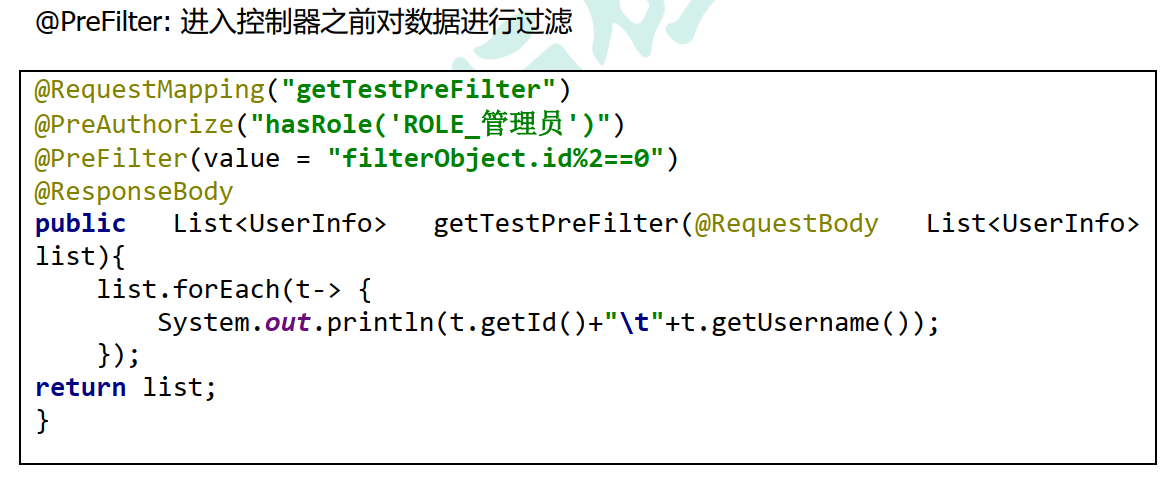 @PreFilter: 进入控制器之前对数据进行过滤
@RequestMapping("getTestPreFilter")
@PreAuthorize("hasRole('ROLE_管理员')")
@PreFilter(value = "filterObject.id%2==0")
@ResponseBody
public List<UserInfo> getTestPreFilter(@RequestBody List<UserInfo>
list){
    list.forEach(t-> {
        System.out.println(t.getId()+"\t"+t.getUsername());
    });
return list;
}